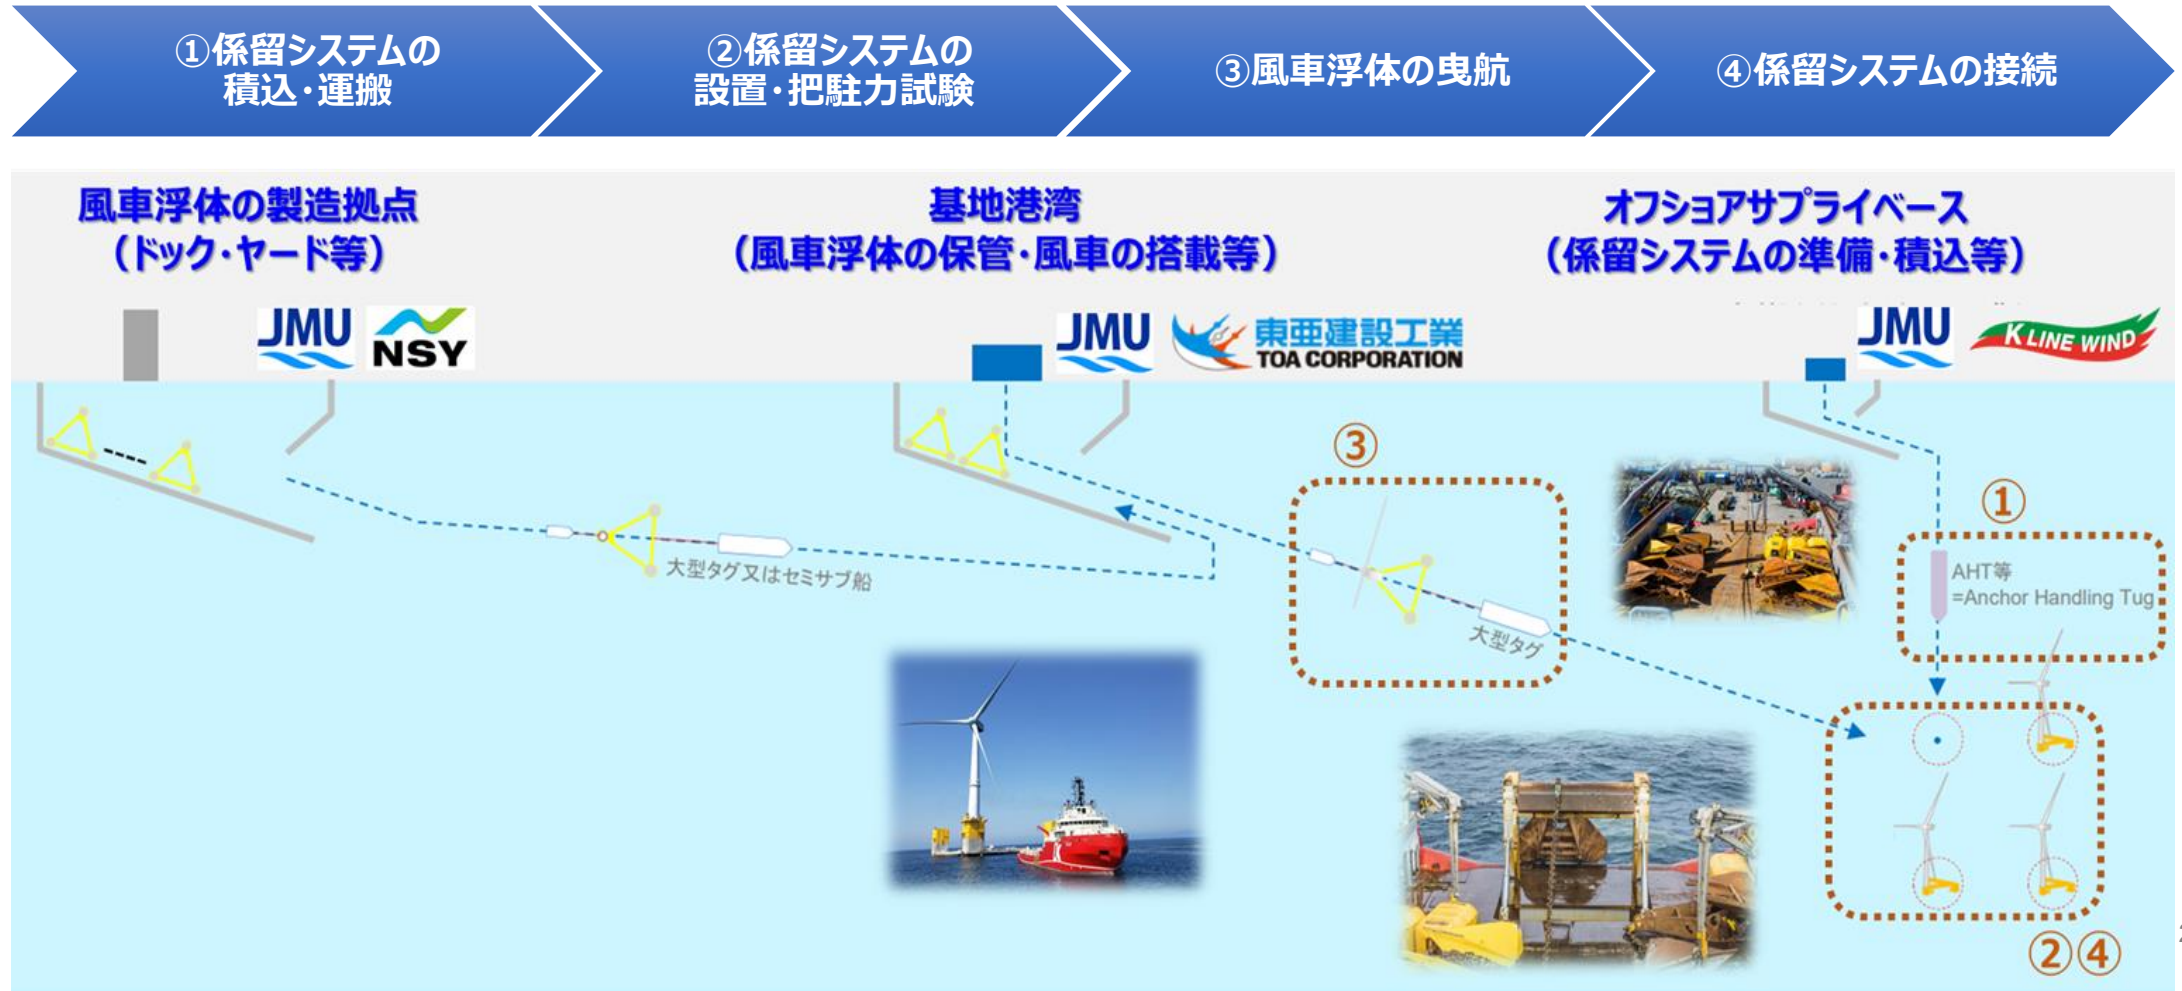 ①係留システムの
積込・運搬
②係留システムの
設置・把駐力試験
③風車浮体の曳航
④係留システムの接続
風車浮体の製造拠点
（ドック・ヤード等）
基地港湾
（風車浮体の保管・風車の搭載等）
オフショアサプライベース
（係留システムの準備・積込等）
JMU
NSY
JMU
東亜建設工業
TOA CORPORATION
JMU
K LINE WIND
③
①
AHT等
=Anchor Handling Tug
大型タグ又はセミサブ船
大型タグ
②④